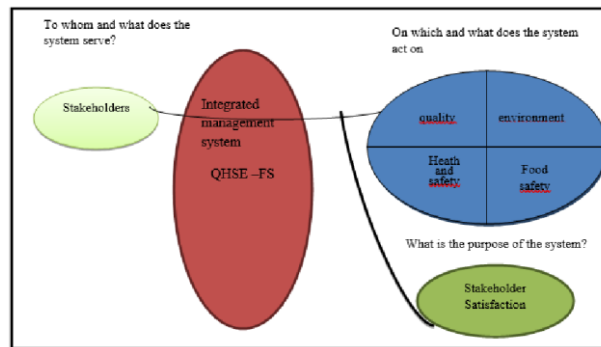 To whom and what does the
system serve?
On which and what does the system
act on
Stakeholders
Integrated
management
system
QHSE –FS
quality
environment
Heath
and
safety
Food
safety
What is the purpose of the system?
Stakeholder
Satisfaction